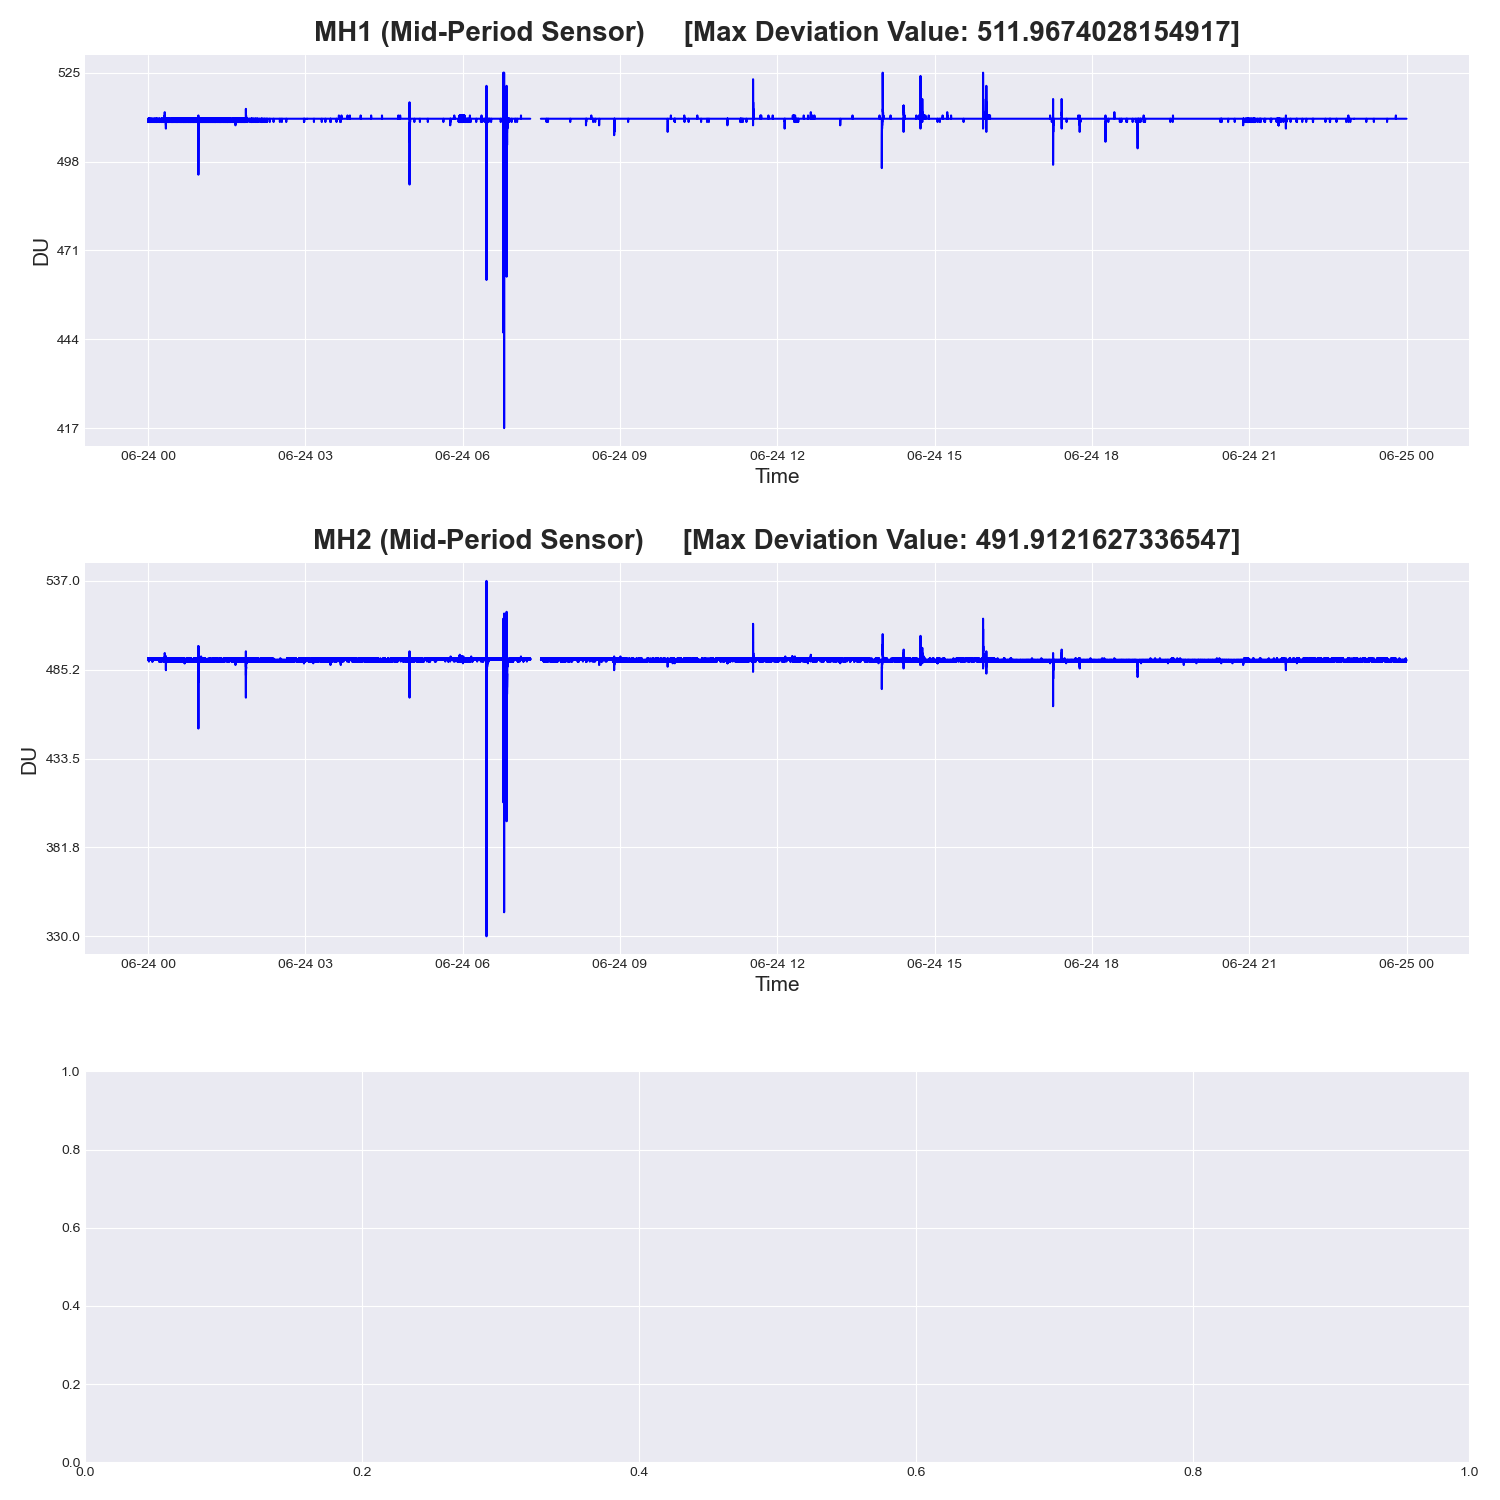 MH1 (Mid-Period Sensor) [Max Deviation Value: 511.9674028154917]
525
498
471
444
417
DU
06-24 00 06-24 03 06-24 06 06-24 09 06-24 12 06-24 15 06-24 18 06-24 21 06-25 00
Time
MH2 (Mid-Period Sensor) [Max Deviation Value: 491.9121627336547]
537.0
485.2
433.5
381.8
330.0
DU
06-24 00 06-24 03 06-24 06 06-24 09 06-24 12 06-24 15 06-24 18 06-24 21 06-25 00
Time
1.0
0.8
0.6
0.4
0.2
0.0
0.0 0.2 0.4 0.6 0.8 1.0